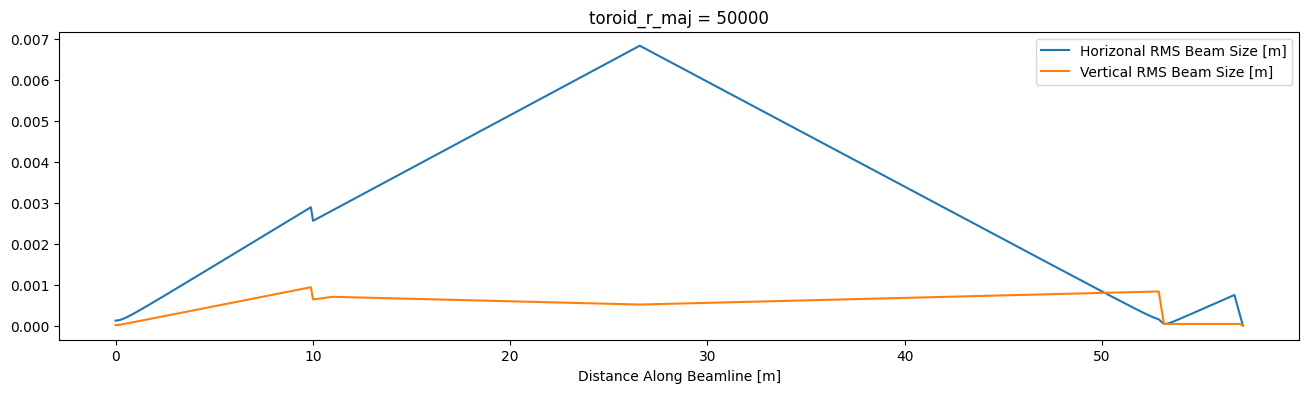 toroid_r_maj = 50000
Horizonal RMS Beam Size [m]
Vertical RMS Beam Size [m]
0.007
0.006
0.005
0.004
0.003
0.002
0.001
0.000
0 10 20 30 40 50
Distance Along Beamline [m]